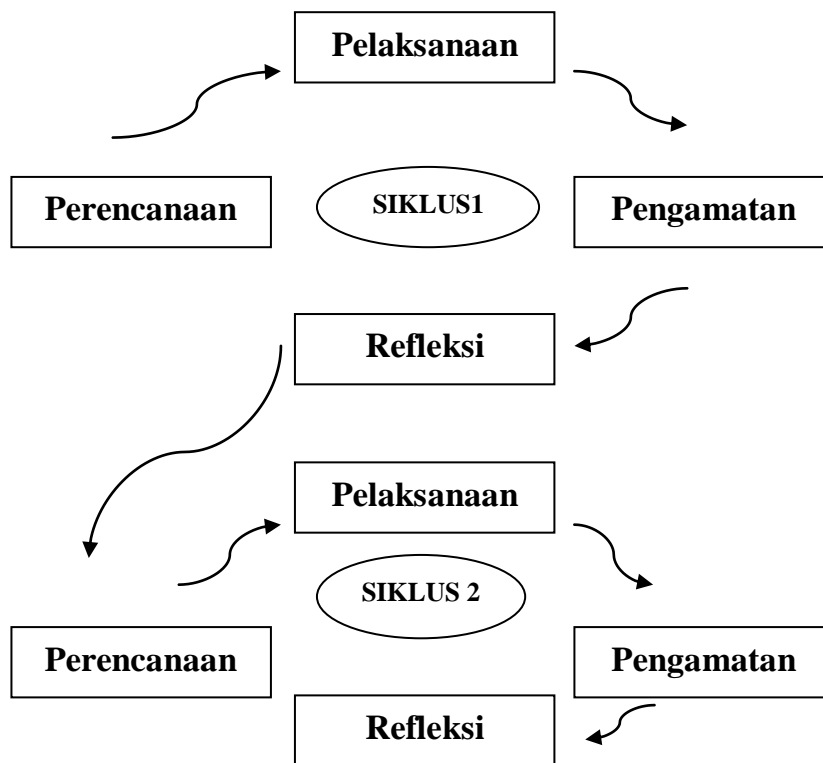 Pelaksanaan
Perencanaan
SIKLUS1
Pengamatan
Refleksi
Pelaksanaan
SIKLUS 2
Perencanaan
Pengamatan
Refleksi